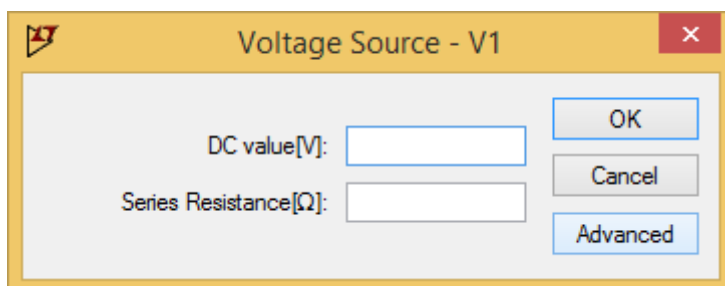 Voltage Source - V1
DC value[V]:
OK
Series Resistance[Ω]:
Cancel
Advanced